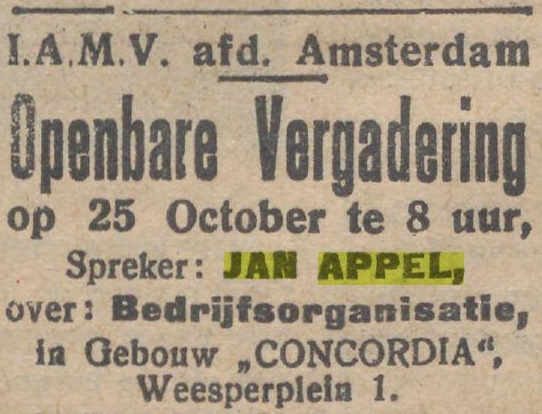 I.A.M.V. afd. Amsterdam
Openbare Vergadering
op 25 October te 8 uur,
Spreker: JAN APPEL,
over: Bedrijfsorganisatie,
in Gebouw „CONCORDIA“,
Weesperplein 1.